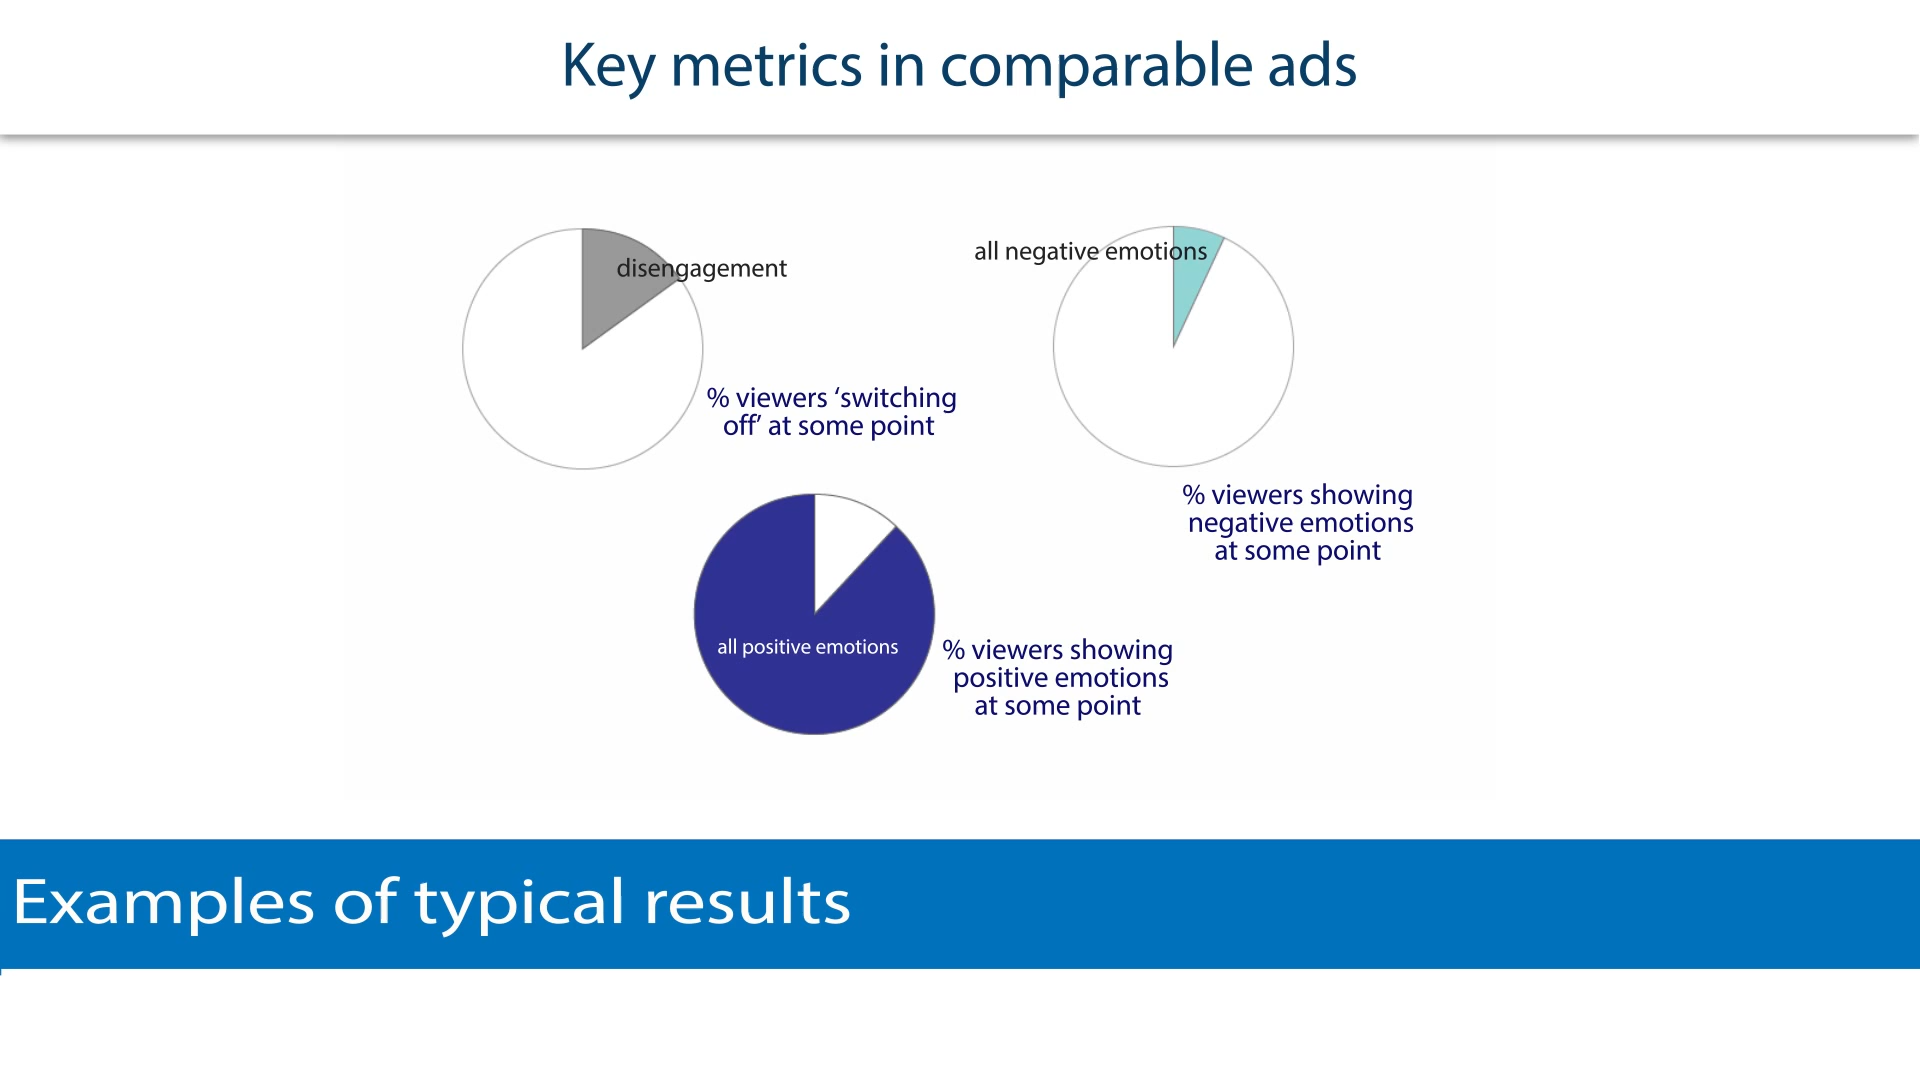 Key metrics in comparable ads
disengagement
all negative emotions
% viewers ‘switching
off’ at some point
% viewers showing
negative emotions
at some point
all positive emotions
% viewers showing
positive emotions
at some point
Examples of typical results